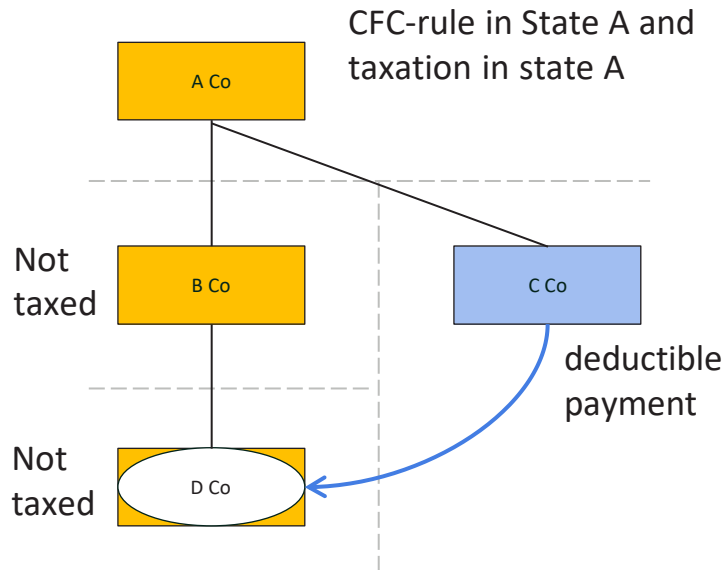 CFC-rule in State A and
taxation in state A
A Co
Not
taxed
B Co
C Co
deductible
payment
Not
taxed
D Co